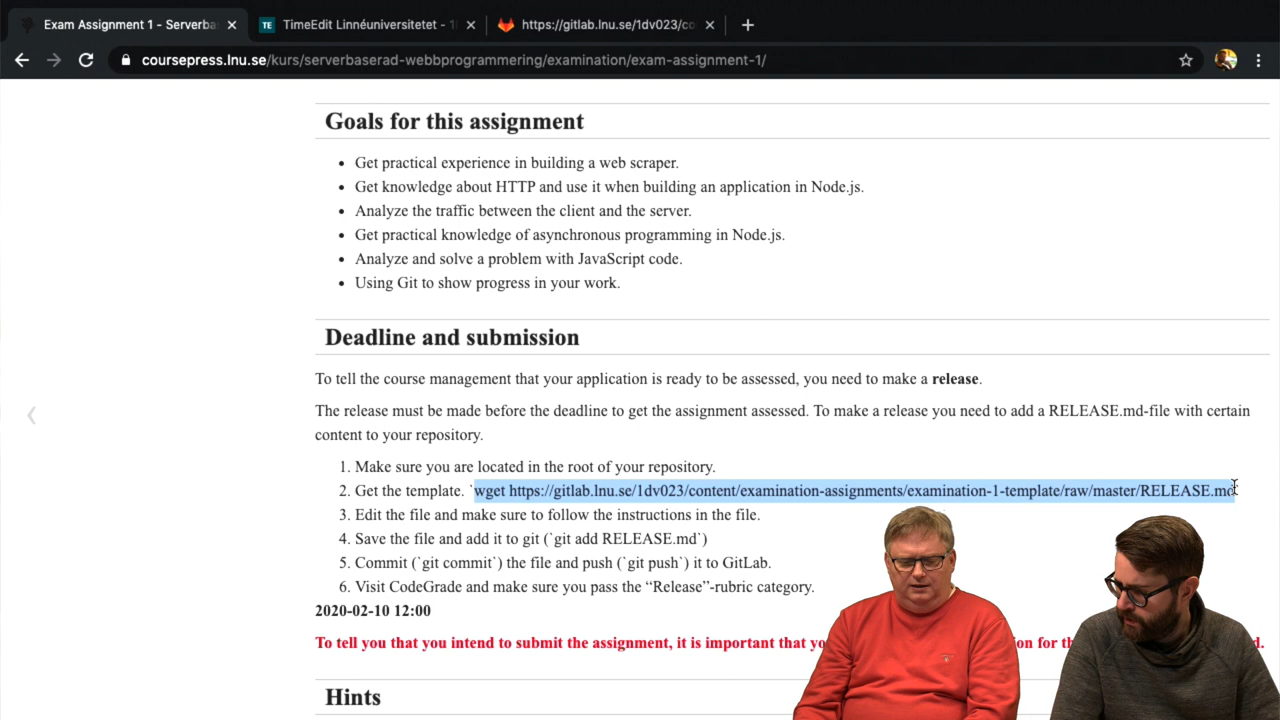 Exam Assignment 1 - Serverba
TE TimeEdit Linnéuniversitetet - 1
https://gitlab.lnu.se/1dv023/co
coursepress.lnu.se/kurs/serverbaserad-webbprogrammering/examination/exam-assignment-1/
Goals for this assignment
• Get practical experience in building a web scraper.
• Get knowledge about HTTP and use it when building an application in Node.js.
• Analyze the traffic between the client and the server.
• Get practical knowledge of asynchronous programming in Node.js.
• Analyze and solve a problem with JavaScript code.
• Using Git to show progress in your work.
Deadline and submission
To tell the course management that your application is ready to be assessed, you need to make a release.
The release must be made before the deadline to get the assignment assessed. To make a release you need to add a RELEASE.md-file with certain
content to your repository.
1. Make sure you are located in the root of your repository.
2. Get the template. `wget https://gitlab.lnu.se/1dv023/content/examination-assignments/examination-1-template/raw/master/RELEASE.md
3. Edit the file and make sure to follow the instructions in the file.
4. Save the file and add it to git (`git add RELEASE.md`)
5. Commit (`git commit`) the file and push (`git push`) it to GitLab.
6. Visit CodeGrade and make sure you pass the “Release”-rubric category.
2020-02-10 12:00
To tell you that you intend to submit the assignment, it is important that yo on for th d.
Hints